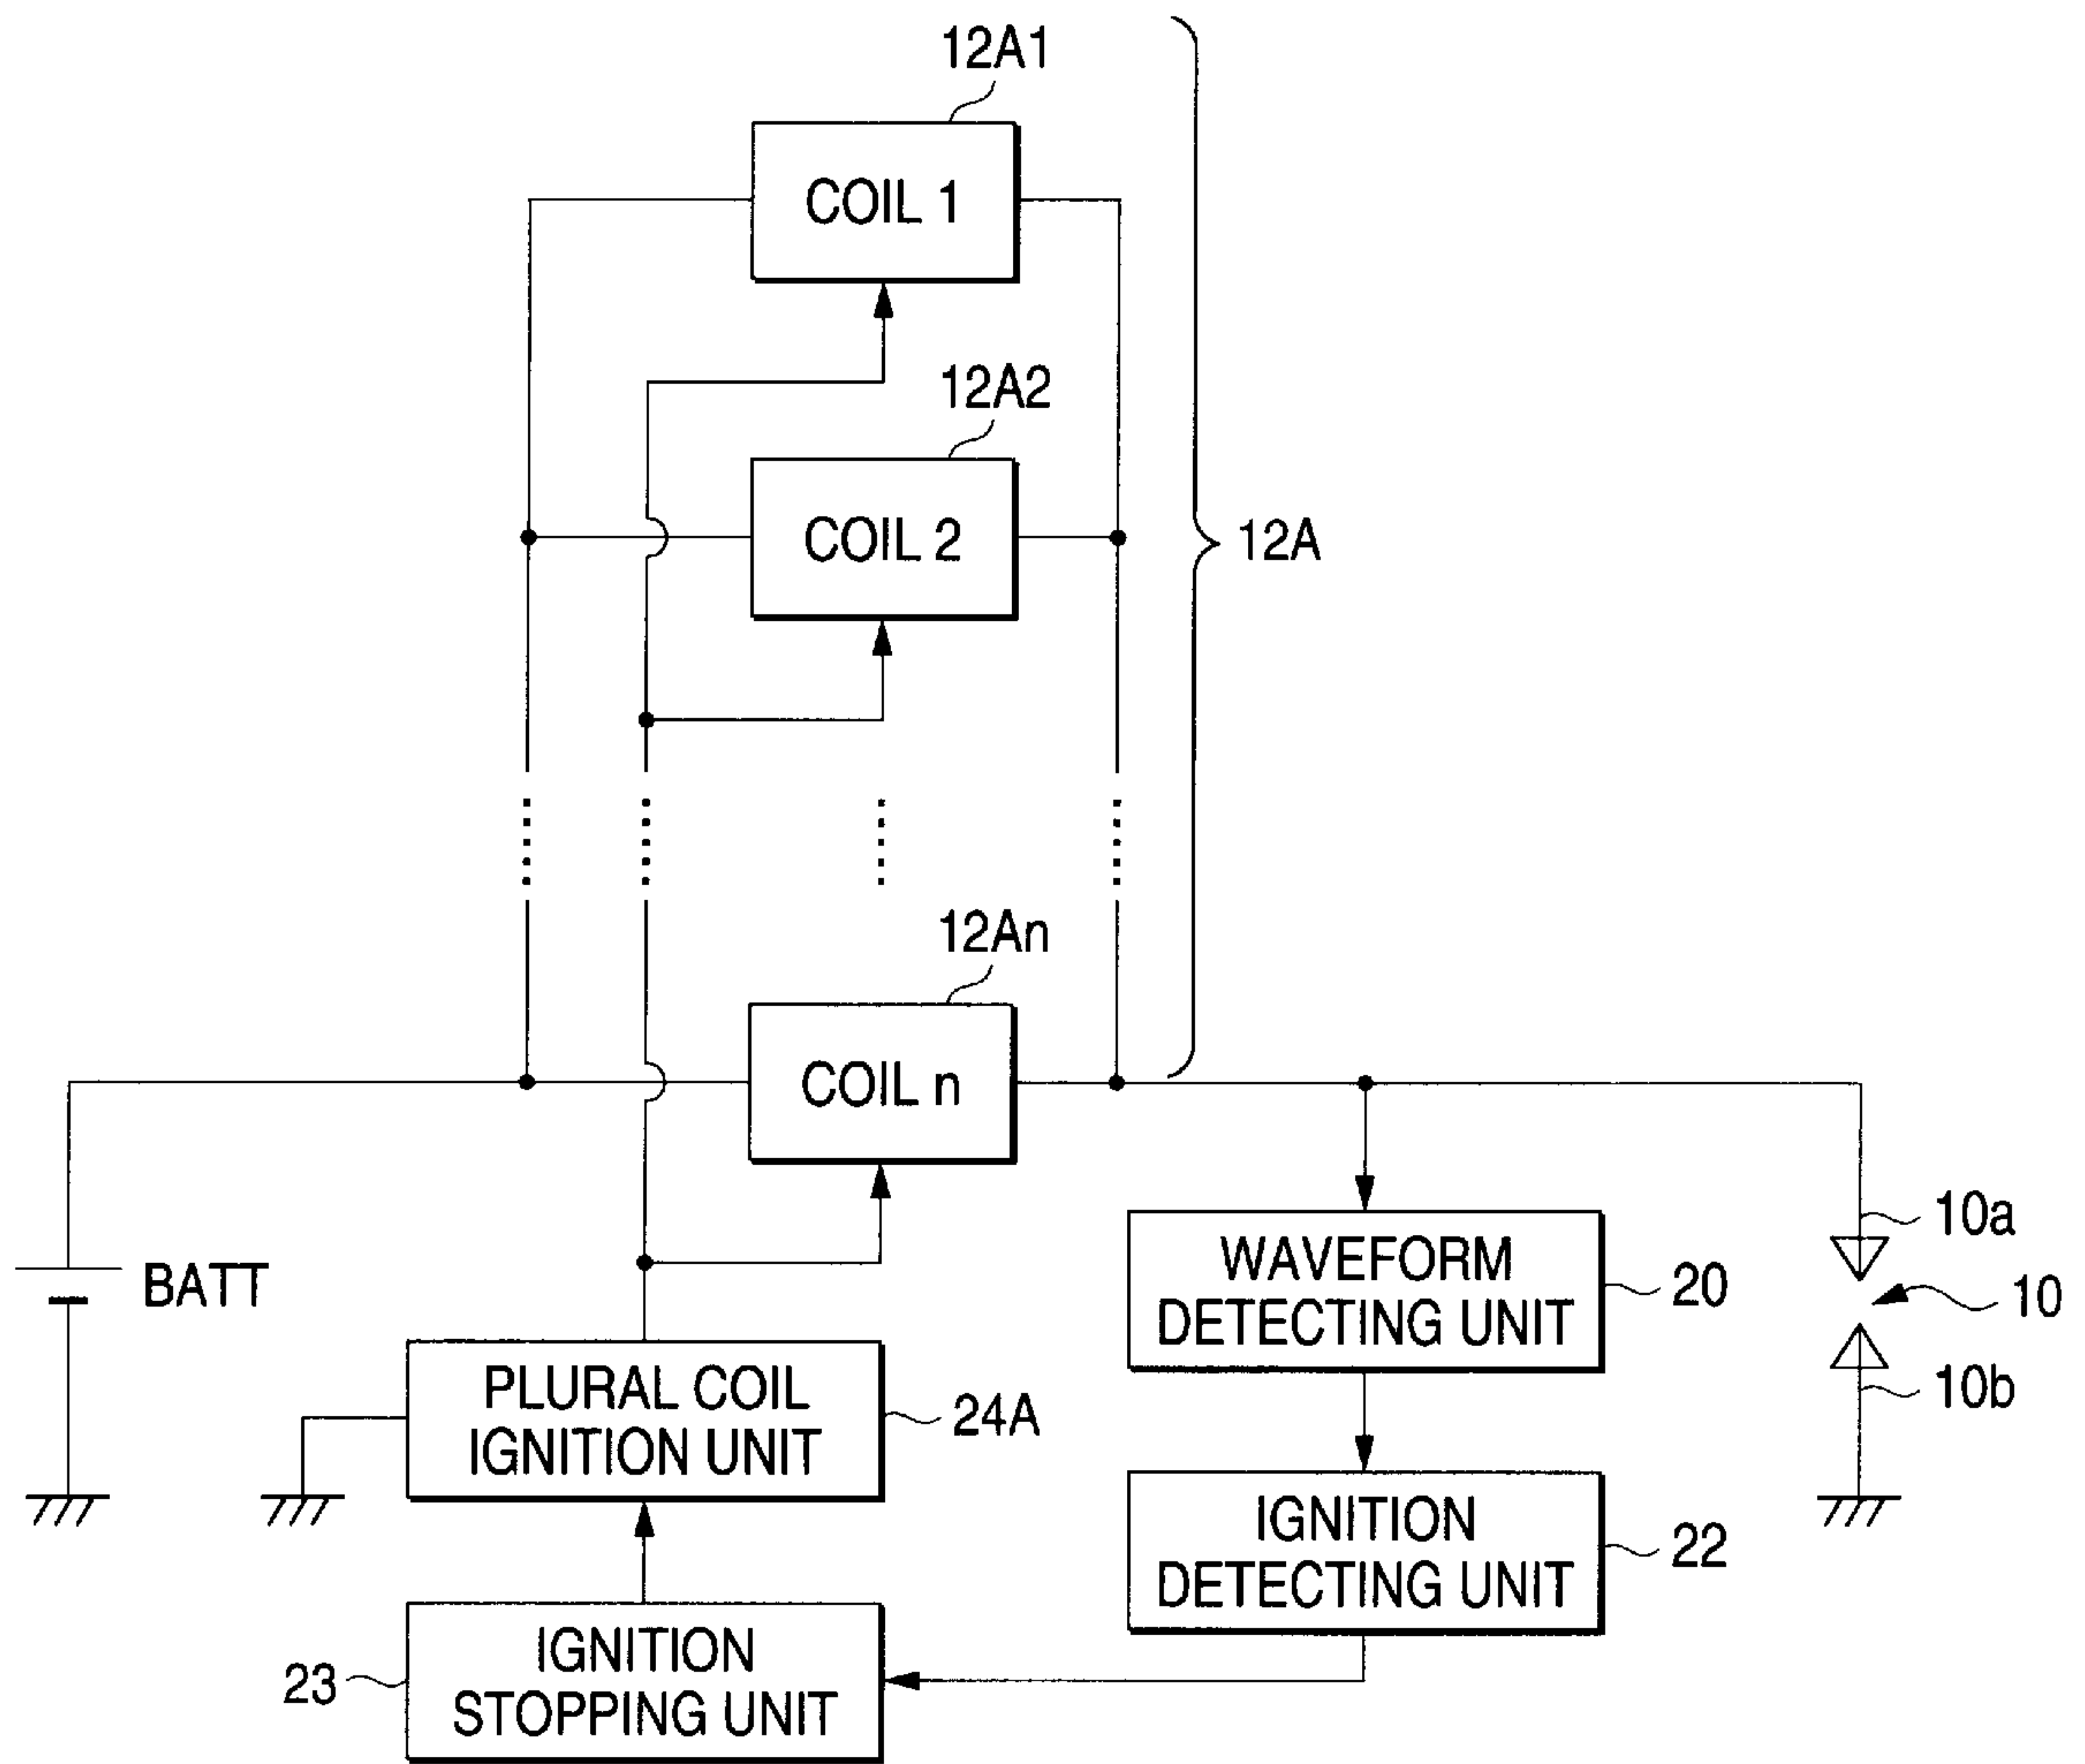 12A1
COIL 1
12A2
COIL 2
12A
12An
COIL n
BATT
WAVEFORM
DETECTING UNIT
20
10a
10
10b
PLURAL COIL
IGNITION UNIT
24A
IGNITION
DETECTING UNIT
22
IGNITION
STOPPING UNIT
23